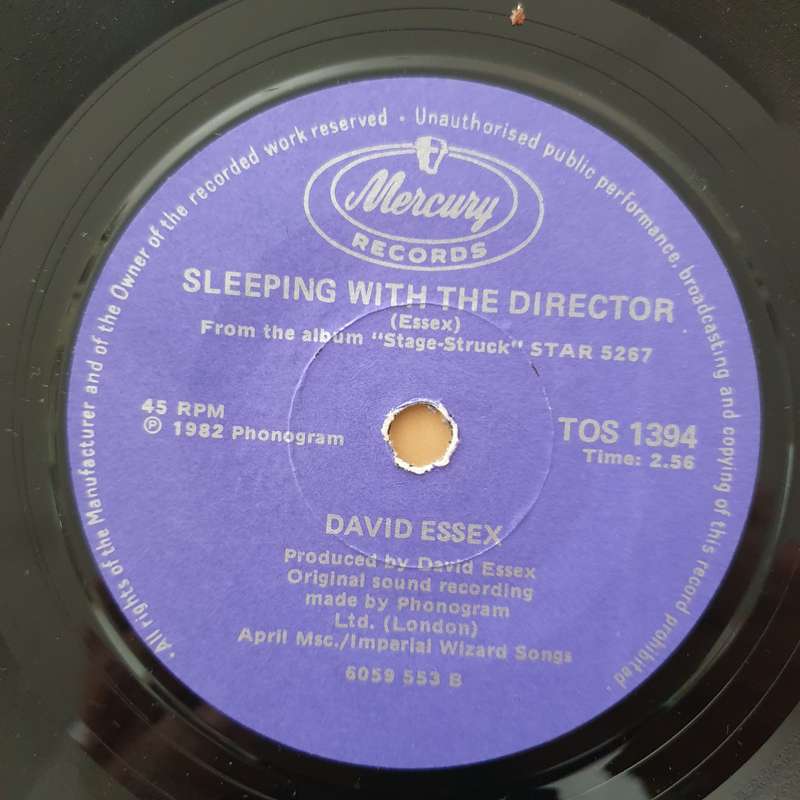 All rights of the Manufacturer and of the Owner of the recorded work reserved · Unauthorised public performance, broadcasting and copying of this record prohibited
Mercury
RECORDS
SLEEPING WITH THE DIRECTOR
(Essex)
From the album "Stage-Struck" STAR 5267
45 RPM
℗ 1982 Phonogram
TOS 1394
Time: 2.56
DAVID ESSEX
Produced by David Essex
Original sound recording
made by Phonogram
Ltd. (London)
April Msc./Imperial Wizard Songs
6059 553 B